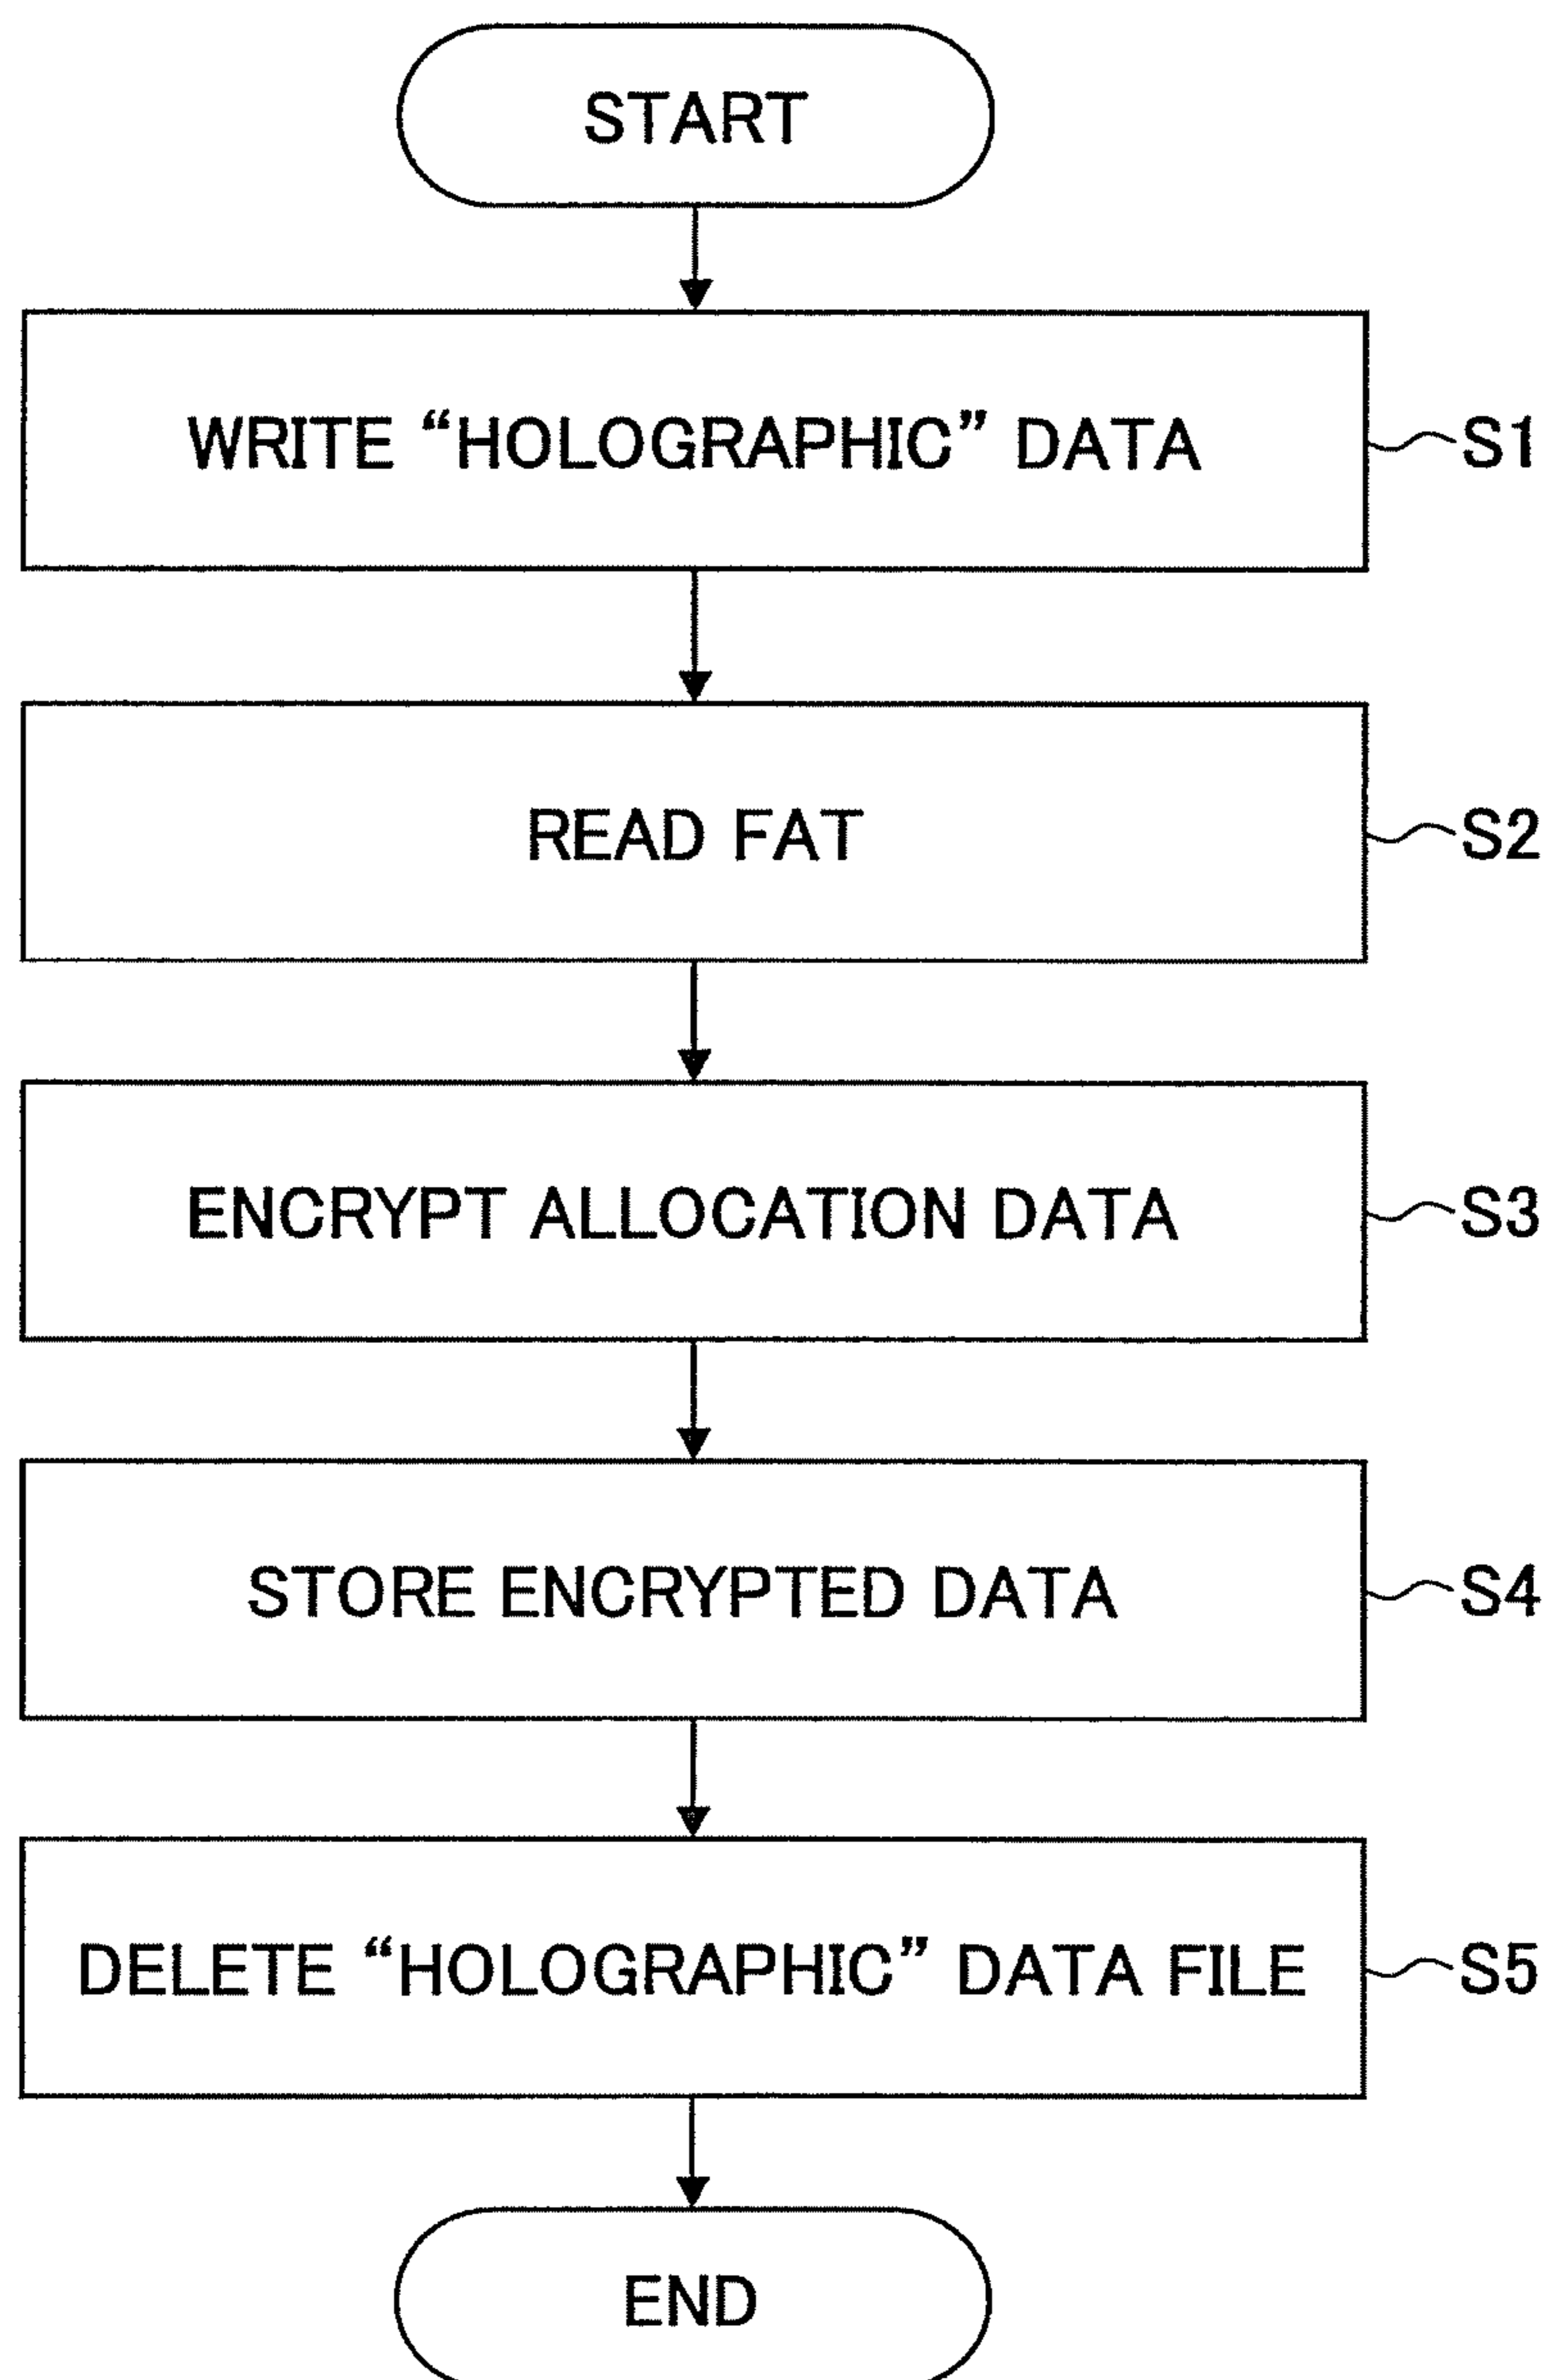 START
WRITE “HOLOGRAPHIC” DATA
S1
READ FAT
S2
ENCRYPT ALLOCATION DATA
S3
STORE ENCRYPTED DATA
S4
DELETE “HOLOGRAPHIC” DATA FILE
S5
END